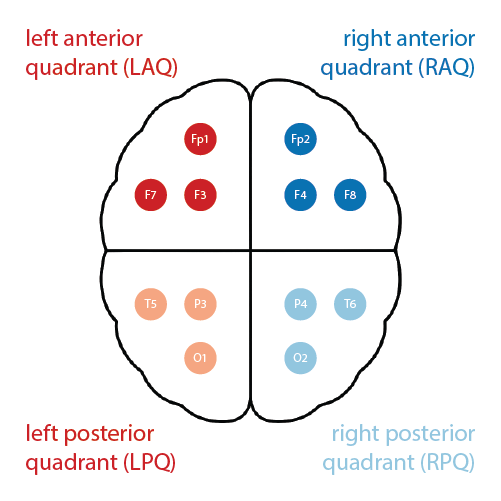 left anterior
quadrant (LAQ)
right anterior
quadrant (RAQ)
Fp1
Fp2
F7
F3
F4
F8
T5
P3
P4
T6
O1
O2
left posterior
quadrant (LPQ)
right posterior
quadrant (RPQ)